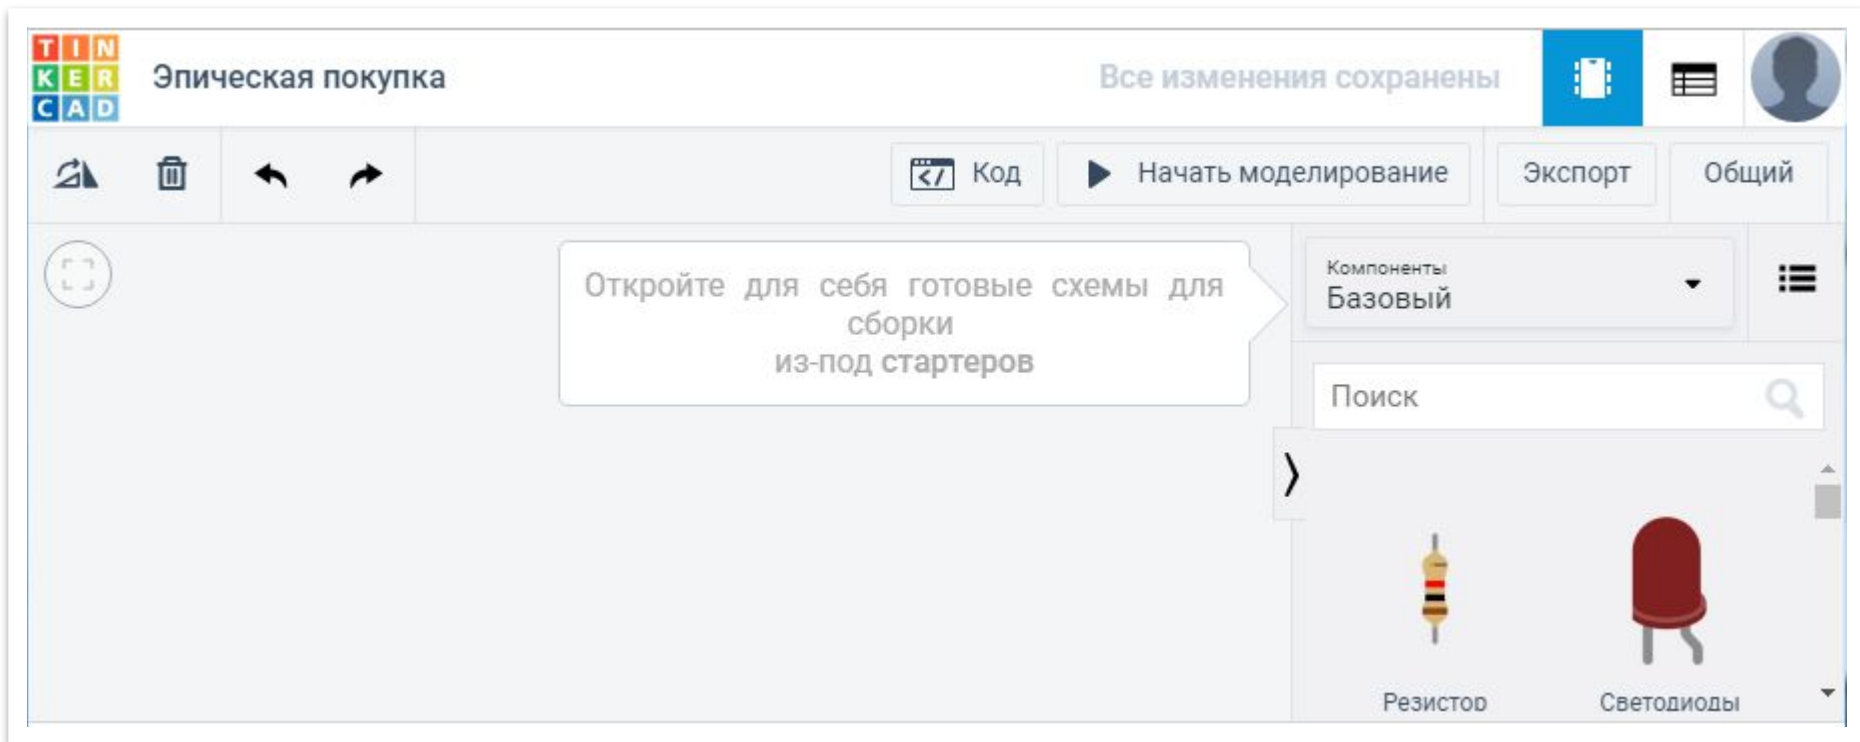 TIN
KER
CAD
Эпическая покупка
Все изменения сохранены
Код
Начать моделирование
Экспорт
Общий
Откройте для себя готовые схемы для
сборки
из-под стартеров
Компоненты
Базовый
Поиск
Резистор
Светодиоды